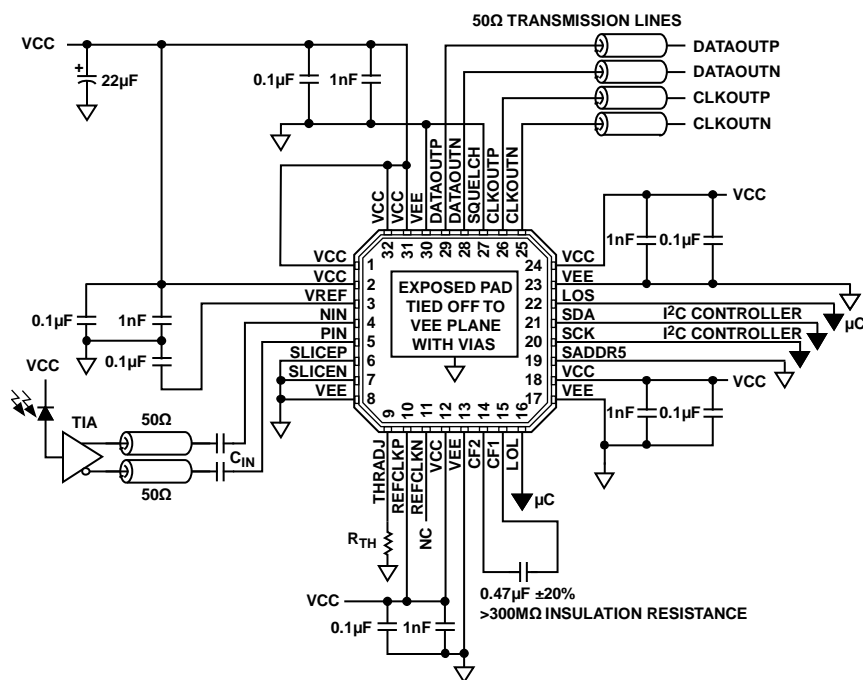 50Ω TRANSMISSION LINES
VCC
DATAOUTP
DATAOUTN
CLKOUTP
CLKOUTN
+
22µF
0.1µF
1nF
VCC
VCC
VEE
DATAOUTP
DATAOUTN
SQUELCH
CLKOUTP
CLKOUTN
32
31
30
29
28
27
26
25
VCC
1
VCC
2
VREF
3
NIN
4
PIN
5
SLICEP
6
SLICEN
7
VEE
8
EXPOSED PAD
TIED OFF TO
VEE PLANE
WITH VIAS
24
VCC
23
VEE
22
LOS
21
SDA
I²C CONTROLLER
20
SCK
I²C CONTROLLER
19
SADDR5
18
VCC
17
VEE
VCC
1nF
0.1µF
µC
VCC
1nF
0.1µF
0.1µF
1nF
0.1µF
VCC
TIA
50Ω
50Ω
CIN
9
10
11
12
13
14
15
16
THRADJ
REFCLKP
REFCLKN
VCC
VEE
CF2
CF1
LOL
µC
RTH
NC
VCC
0.1µF
1nF
0.47µF ±20%
>300MΩ INSULATION RESISTANCE